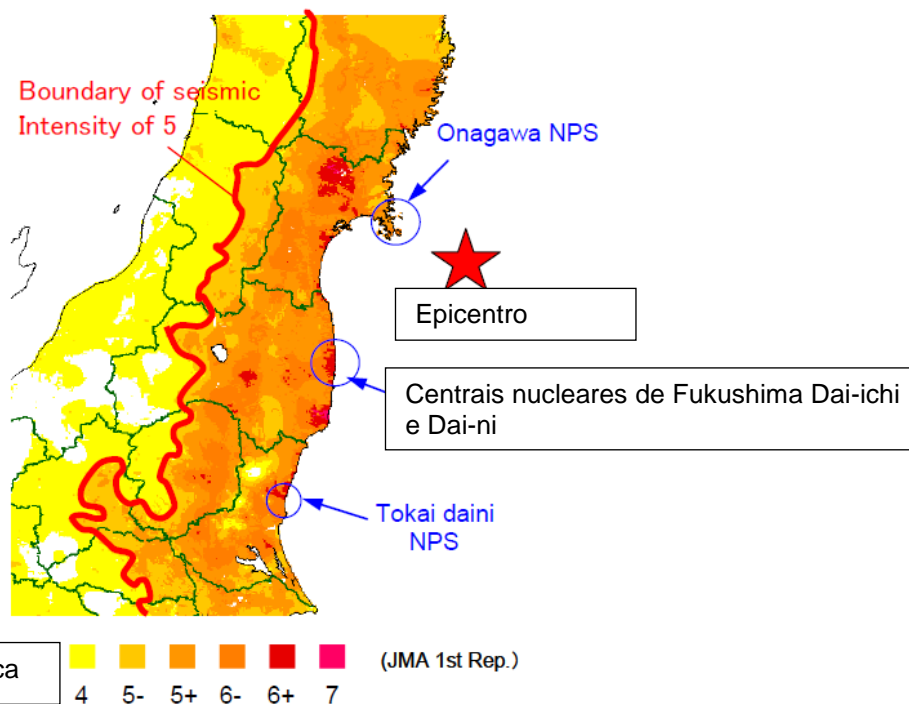 Boundary of seismic
Intensity of 5
Onagawa NPS
Epicentro
Centrais nucleares de Fukushima Dai-ichi
e Dai-ni
Tokai daini
NPS
ca
(JMA 1st Rep.)
4 5- 5+ 6- 6+ 7